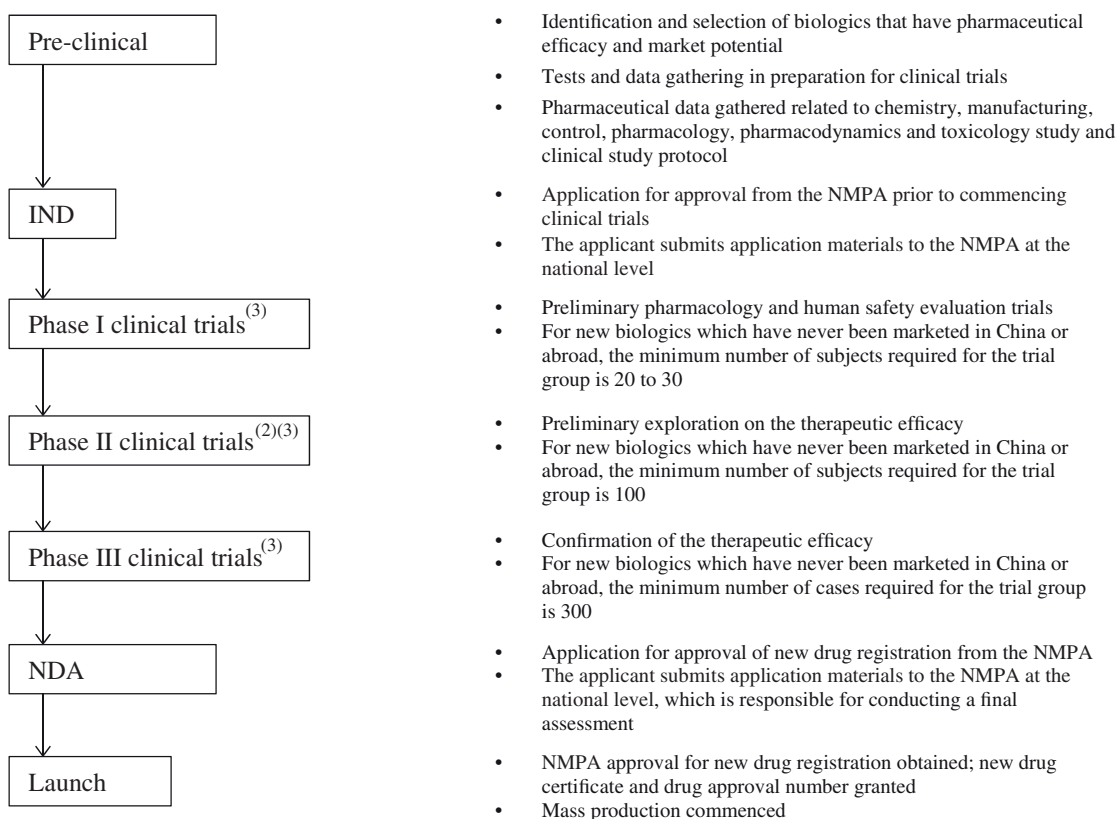 Pre-clinical
• Identification and selection of biologics that have pharmaceutical
efficacy and market potential
• Tests and data gathering in preparation for clinical trials
• Pharmaceutical data gathered related to chemistry, manufacturing,
control, pharmacology, pharmacodynamics and toxicology study and
clinical study protocol
IND
• Application for approval from the NMPA prior to commencing
clinical trials
• The applicant submits application materials to the NMPA at the
national level
Phase I clinical trials(3)
• Preliminary pharmacology and human safety evaluation trials
• For new biologics which have never been marketed in China or
abroad, the minimum number of subjects required for the trial
group is 20 to 30
Phase II clinical trials(2)(3)
• Preliminary exploration on the therapeutic efficacy
• For new biologics which have never been marketed in China or
abroad, the minimum number of subjects required for the trial
group is 100
Phase III clinical trials(3)
• Confirmation of the therapeutic efficacy
• For new biologics which have never been marketed in China or
abroad, the minimum number of cases required for the trial group
is 300
NDA
• Application for approval of new drug registration from the NMPA
• The applicant submits application materials to the NMPA at the
national level, which is responsible for conducting a final
assessment
Launch
• NMPA approval for new drug registration obtained; new drug
certificate and drug approval number granted
• Mass production commenced